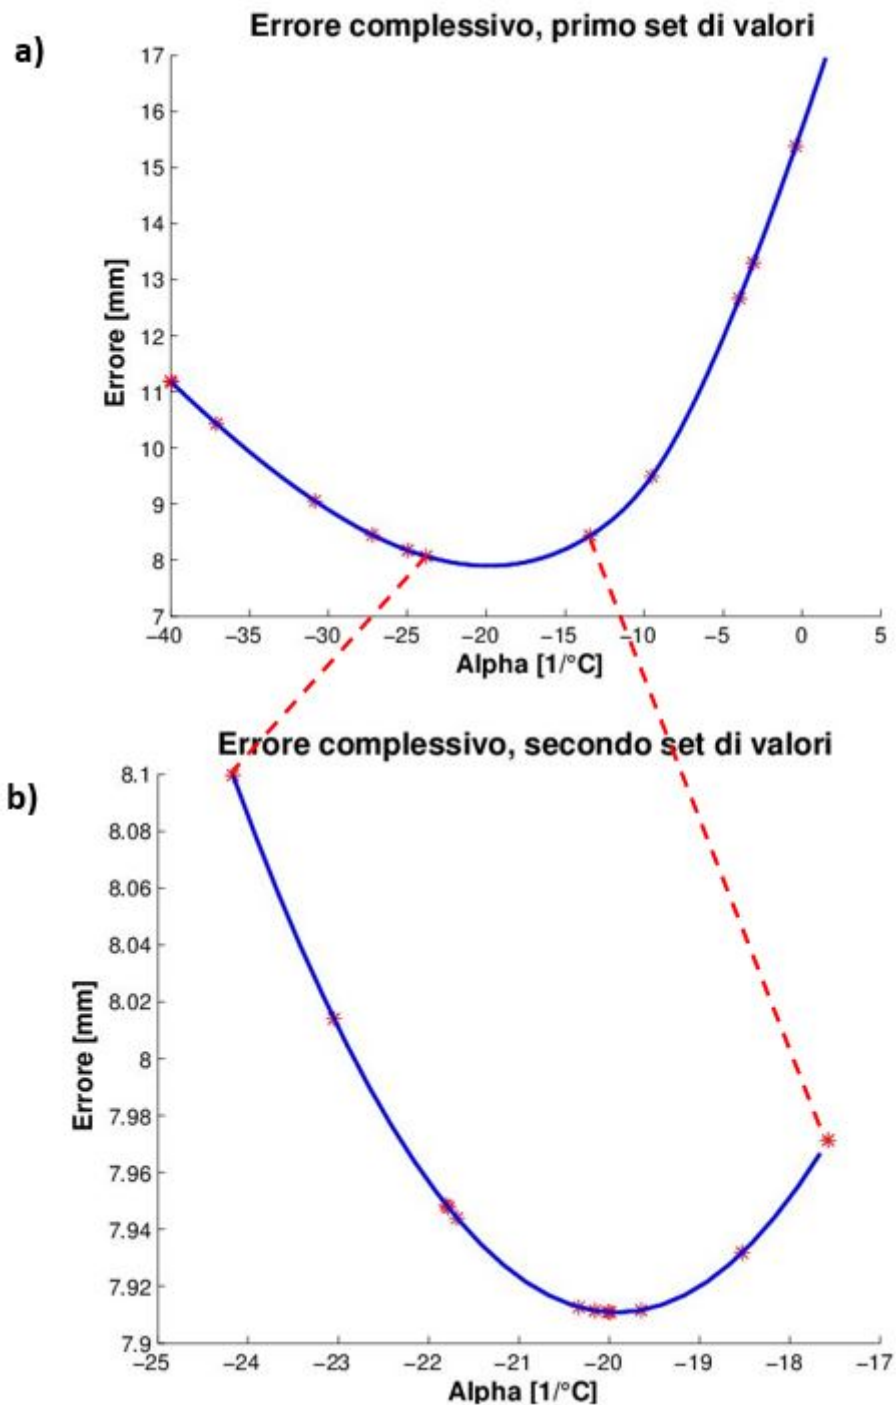 Errore complessivo, primo set di valori
a)
17
16
15
14
13
12
11
10
9
8
7
Errore [mm]
−40 −35 −30 −25 −20 −15 −10 −5 0 5
Alpha [1/°C]
Errore complessivo, secondo set di valori
b)
8.1
8.08
8.06
8.04
8.02
8
7.98
7.96
7.94
7.92
7.9
Errore [mm]
−25 −24 −23 −22 −21 −20 −19 −18 −17
Alpha [1/°C]